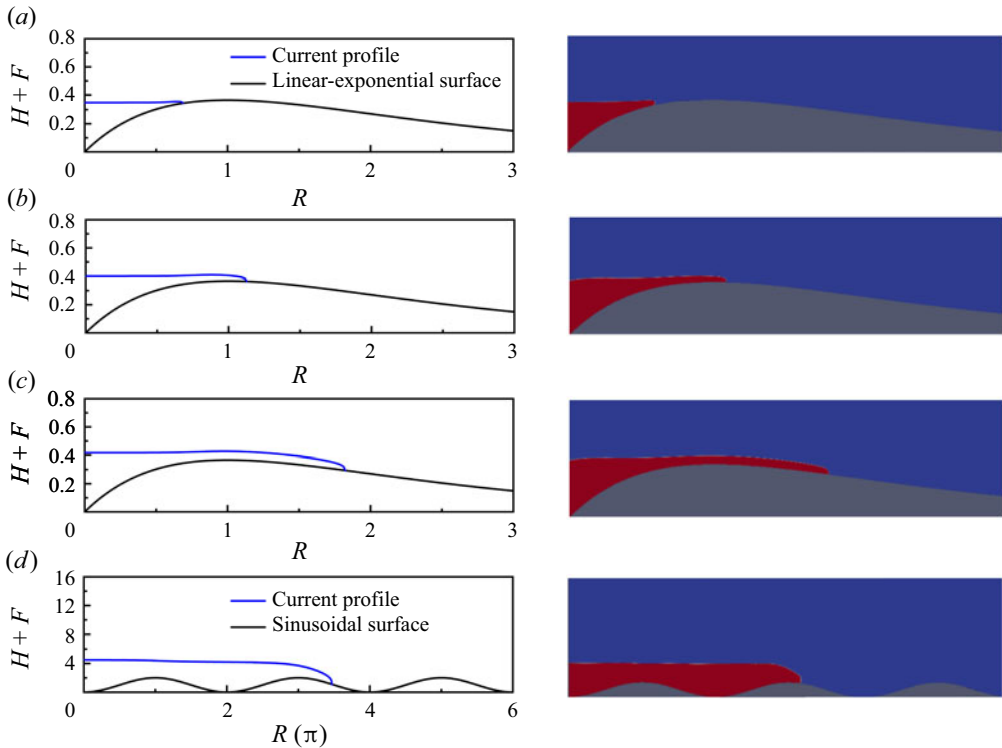 (a)
0.8
0.6
0.4
0.2
0
1
2
3
H + F
R
Current profile
Linear-exponential surface
(b)
0.8
0.6
0.4
0.2
0
1
2
3
H + F
R
(c)
0.8
0.6
0.4
0.2
0
1
2
3
H + F
R
(d)
16
12
8
4
0
2
4
6
H + F
R (π)
Current profile
Sinusoidal surface